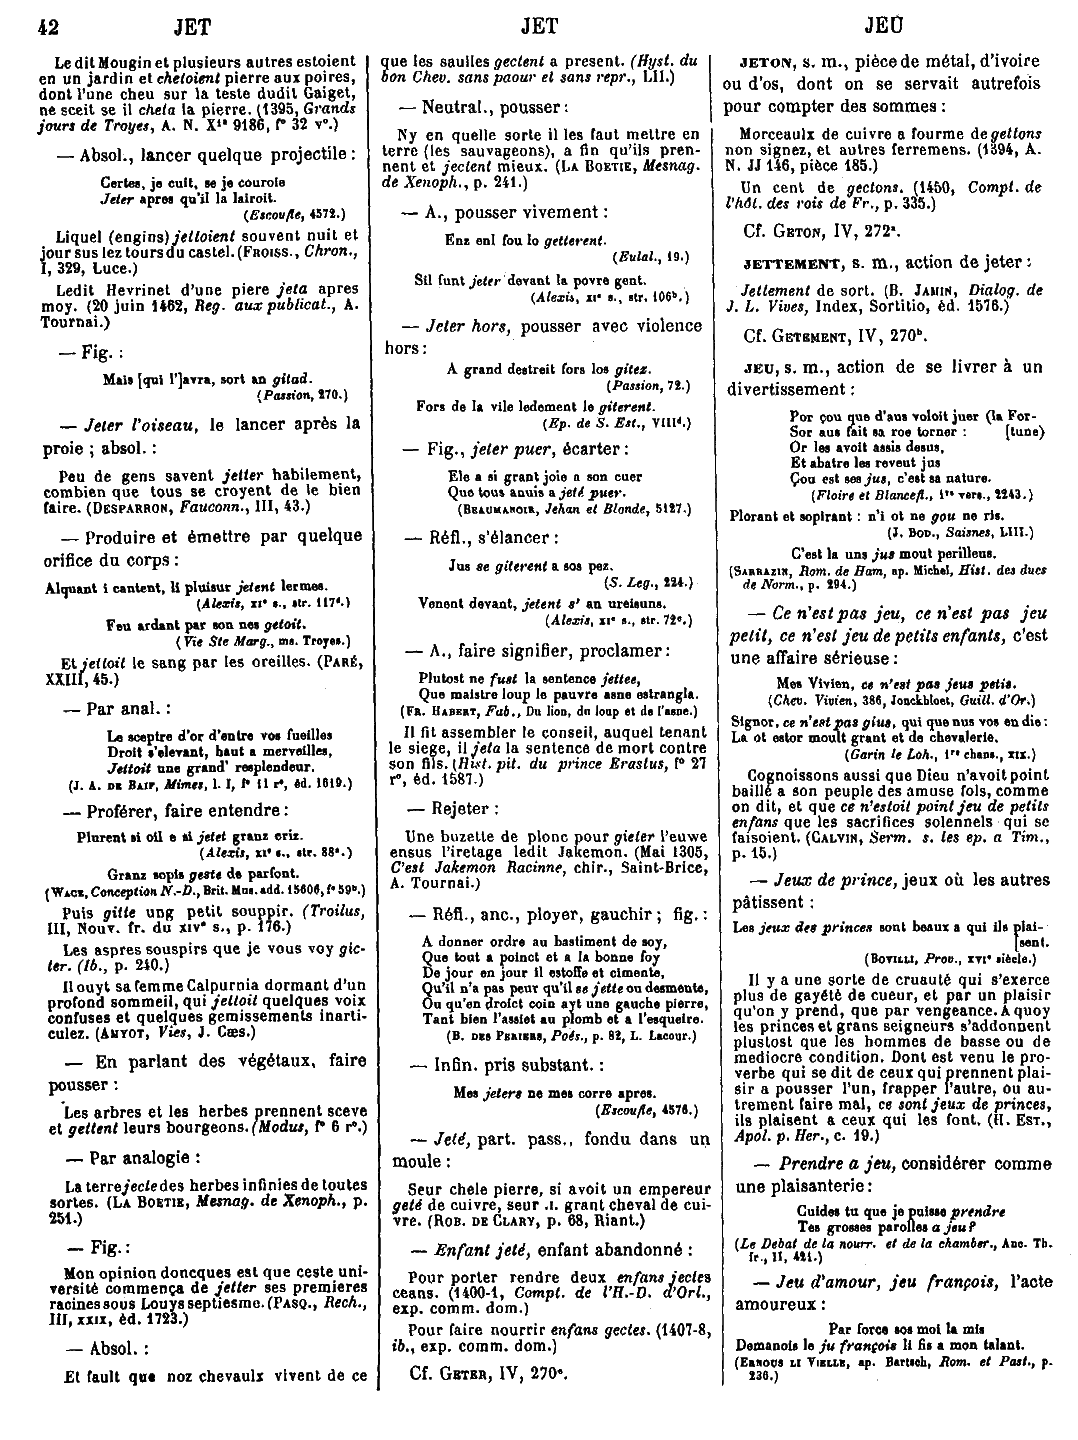 42 JET JET JEU
Le dit Mougin et plusieurs autres estoient
en un jardin et chetoient pierre aux poires,
dont l'une cheu sur la teste dudit Gaiget,
ne sceit se il cheta la pierre. (1395, Grands
jours de Troyes, A. N. X¹ᵃ 9186, f° 32 v°.)
— Absol., lancer quelque projectile :
Certes, je cuit, se je couroie
Jeter apres qu'il la lairoit.
(Escoufle, 4572.)
Liquel (engins) jettoient souvent nuit et
jour sus lez tours du castel. (FROISS., Chron.,
I, 329, Luce.)
Ledit Hevrinet d'une piere jeta apres
moy. (20 juin 1462, Reg. aux publicat., A.
Tournai.)
— Fig. :
Mais [qui l']avra, sort an gitad.
(Passion, 270.)
— Jeter l'oiseau, le lancer après la
proie ; absol. :
Peu de gens savent jetter habilement,
combien que tous se croyent de le bien
faire. (DESPARRON, Fauconn., III, 43.)
— Produire et émettre par quelque
orifice du corps :
Alquant i cantent, li pluisur jetent lermes.
(Alexis, XIᵉ s., str. 117ᵈ.)
Feu ardant par son nes getoit.
(Vie Ste Marg., ms. Troyes.)
Et jettoit le sang par les oreilles. (PARÉ,
XXIII, 45.)
— Par anal. :
Le sceptre d'or d'entre vos fueilles
Droit s'elevant, haut a merveilles,
Jettoit une grand' resplendeur.
(J. A. DE BAIF, Mimes, l. I, f° 11 r°, éd. 1619.)
— Proférer, faire entendre :
Plurent si oil e si jetet granz criz.
(Alexis, XIᵉ s., str. 88ᵉ.)
Granz sopis geste de parfont.
(WACE, Conception N.-D., Brit. Mus. add. 15606, f° 59ᵇ.)
Puis gitte ung petit souppir. (Troilus,
III, Nouv. fr. du XIVᵉ s., p. 176.)
Les aspres souspirs que je vous voy gic-
ter. (Ib., p. 240.)
Il ouyt sa femme Calpurnia dormant d'un
profond sommeil, qui jettoit quelques voix
confuses et quelques gemissements inarti-
culez. (AMYOT, Vies, J. Cæs.)
— En parlant des végétaux, faire
pousser :
Les arbres et les herbes prennent sceve
et gettent leurs bourgeons. (Modus, f° 6 r°.)
— Par analogie :
La terre jecte des herbes infinies de toutes
sortes. (LA BOETIE, Mesnag. de Xenoph., p.
251.)
— Fig. :
Mon opinion doncques est que ceste uni-
versité commença de jetter ses premieres
racines sous Louys septiesme. (PASQ., Rech.,
III, XXIX, éd. 1723.)
— Absol. :
Et fault que noz chevaulx vivent de ce
que les saulles gectent a present. (Hyst. du
bon Chev. sans paour et sans repr., LII.)
— Neutral., pousser :
Ny en quelle sorte il les faut mettre en
terre (les sauvageons), a fin qu'ils pren-
nent et jectent mieux. (LA BOETIE, Mesnag.
de Xenoph., p. 241.)
— A., pousser vivement :
Enz enl fou lo getterent.
(Eulal., 19.)
Sil funt jeter devant la povre gent.
(Alexis, XIᵉ s., str. 106ᵇ.)
— Jeter hors, pousser avec violence
hors :
A grand destreit fors los gitez.
(Passion, 72.)
Fors de la vile ledement le giterent.
(Ep. de S. Est., VIIIᵈ.)
— Fig., jeter puer, écarter :
Ele a si grant joie a son cuer
Que tous anuis a jeté puer.
(BEAUMANOIR, Jehan et Blonde, 5127.)
— Réfl., s'élancer :
Jus se giterent a sos pez.
(S. Leg., 224.)
Venent devant, jetent s' an ureisuns.
(Alexis, XIᵉ s., str. 72ᵉ.)
— A., faire signifier, proclamer :
Plutost ne fust la sentence jettee,
Que maistre loup le pauvre asne estrangla.
(FR. HABERT, Fab., Du lion, du loup et de l'asne.)
Il fit assembler le conseil, auquel tenant
le siege, il jeta la sentence de mort contre
son fils. (Hist. pit. du prince Erastus, f° 27
r°, éd. 1587.)
— Rejeter :
Une buzette de plonc pour gieter l'euwe
ensus l'iretage ledit Jakemon. (Mai 1305,
C'est Jakemon Racinne, chir., Saint-Brice,
A. Tournai.)
— Réfl., anc., ployer, gauchir ; fig. :
A donner ordre au bastiment de soy,
Que tout a poinct et a la bonne foy
De jour en jour il estoffe et cimente,
Qu'il n'a pas peur qu'il se jette ou desmente,
Ou qu'en droict coin ayt une gauche pierre,
Tant bien l'assiet au plomb et a l'esqueire.
(B. DES PERIERS, Poés., p. 82, L. Lacour.)
— Infin. pris substant. :
Mes jeters ne mes corre apres.
(Escoufle, 4576.)
— Jeté, part. pass., fondu dans un
moule :
Seur chele pierre, si avoit un empereur
geté de cuivre, seur .I. grant cheval de cui-
vre. (ROB. DE CLARY, p. 68, Riant.)
— Enfant jeté, enfant abandonné :
Pour porter rendre deux enfans jectes
ceans. (1400-1, Compt. de l'H.-D. d'Orl.,
exp. comm. dom.)
Pour faire nourrir enfans gectes. (1407-8,
ib., exp. comm. dom.)
Cf. GETER, IV, 270ᵉ.
JETON, s. m., pièce de métal, d'ivoire
ou d'os, dont on se servait autrefois
pour compter des sommes :
Morceaulx de cuivre a fourme de gettons
non signez, et autres ferremens. (1394, A.
N. JJ 146, pièce 185.)
Un cent de gectons. (1450, Compt. de
l'hôt. des rois de Fr., p. 335.)
Cf. GETON, IV, 272ᵃ.
JETTEMENT, s. m., action de jeter :
Jettement de sort. (B. JAMIN, Dialog. de
J. L. Vives, Index, Sortitio, éd. 1576.)
Cf. GETEMENT, IV, 270ᵇ.
JEU, s. m., action de se livrer à un
divertissement :
Por çou que d'aus voloit juer (la For-
Sor aus fait sa roe torner : [tune)
Or les avoit assis desus,
Et abatre les reveut jus
Çou est ses jus, c'est sa nature.
(Floire et Blancefl., 1ʳᵉ vers., 2243.)
Plorant et sopirant : n'i ot ne gou ne ris.
(J. BOD., Saisnes, LIII.)
C'est la uns jus mout perilleus.
(SARRAZIN, Rom. de Ham, ap. Michel, Hist. des ducs
de Norm., p. 294.)
— Ce n'est pas jeu, ce n'est pas jeu
petit, ce n'est jeu de petits enfants, c'est
une affaire sérieuse :
Mes Vivien, ce n'est pas jeus petis.
(Chev. Vivien, 386, Jonckbloet, Guill. d'Or.)
Signor, ce n'est pas gius, qui que nus vos en die :
La ot estor moult grant et de chevalerie.
(Garin le Loh., 1ʳᵉ chans., XIX.)
Cognoissons aussi que Dieu n'avoit point
baillé a son peuple des amuse fols, comme
on dit, et que ce n'estoit point jeu de petits
enfans que les sacrifices solennels qui se
faisoient. (CALVIN, Serm. s. les ep. a Tim.,
p. 15.)
— Jeux de prince, jeux où les autres
pâtissent :
Les jeux des princes sont beaux a qui ils plai-
[sent.
(BOVILLI, Prov., XVIᵉ siècle.)
Il y a une sorte de cruauté qui s'exerce
plus de gayété de cueur, et par un plaisir
qu'on y prend, que par vengeance. A quoy
les princes et grans seigneurs s'addonnent
plustost que les hommes de basse ou de
mediocre condition. Dont est venu le pro-
verbe qui se dit de ceux qui prennent plai-
sir a pousser l'un, frapper l'autre, ou au-
trement faire mal, ce sont jeux de princes,
ils plaisent a ceux qui les font. (H. EST.,
Apol. p. Her., c. 19.)
— Prendre a jeu, considérer comme
une plaisanterie :
Cuides tu que je puisse prendre
Tes grosses parolles a jeu?
(Le Debat de la nourr. et de la chamber., Anc. Th.
fr., II, 421.)
— Jeu d'amour, jeu françois, l'acte
amoureux :
Par force sos moi la mis
Demanois le ju françois li fis a mon talant.
(ERNOUS LI VIELLE, ap. Bartsch, Rom. et Past., p.
236.)